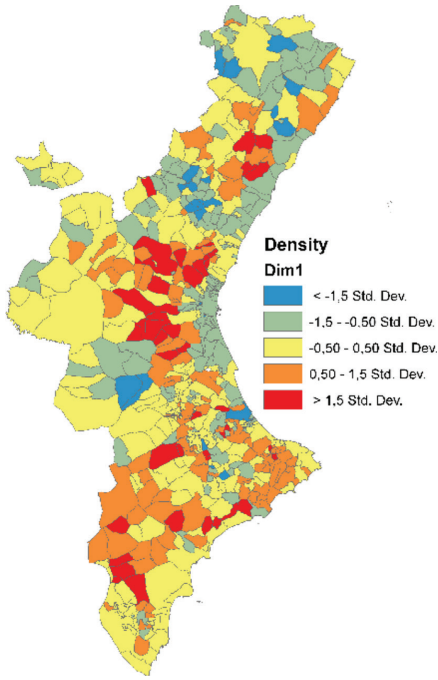 Density
Dim1
< -1,5 Std. Dev.
-1,5 - -0,50 Std. Dev.
-0,50 - 0,50 Std. Dev.
0,50 - 1,5 Std. Dev.
> 1,5 Std. Dev.